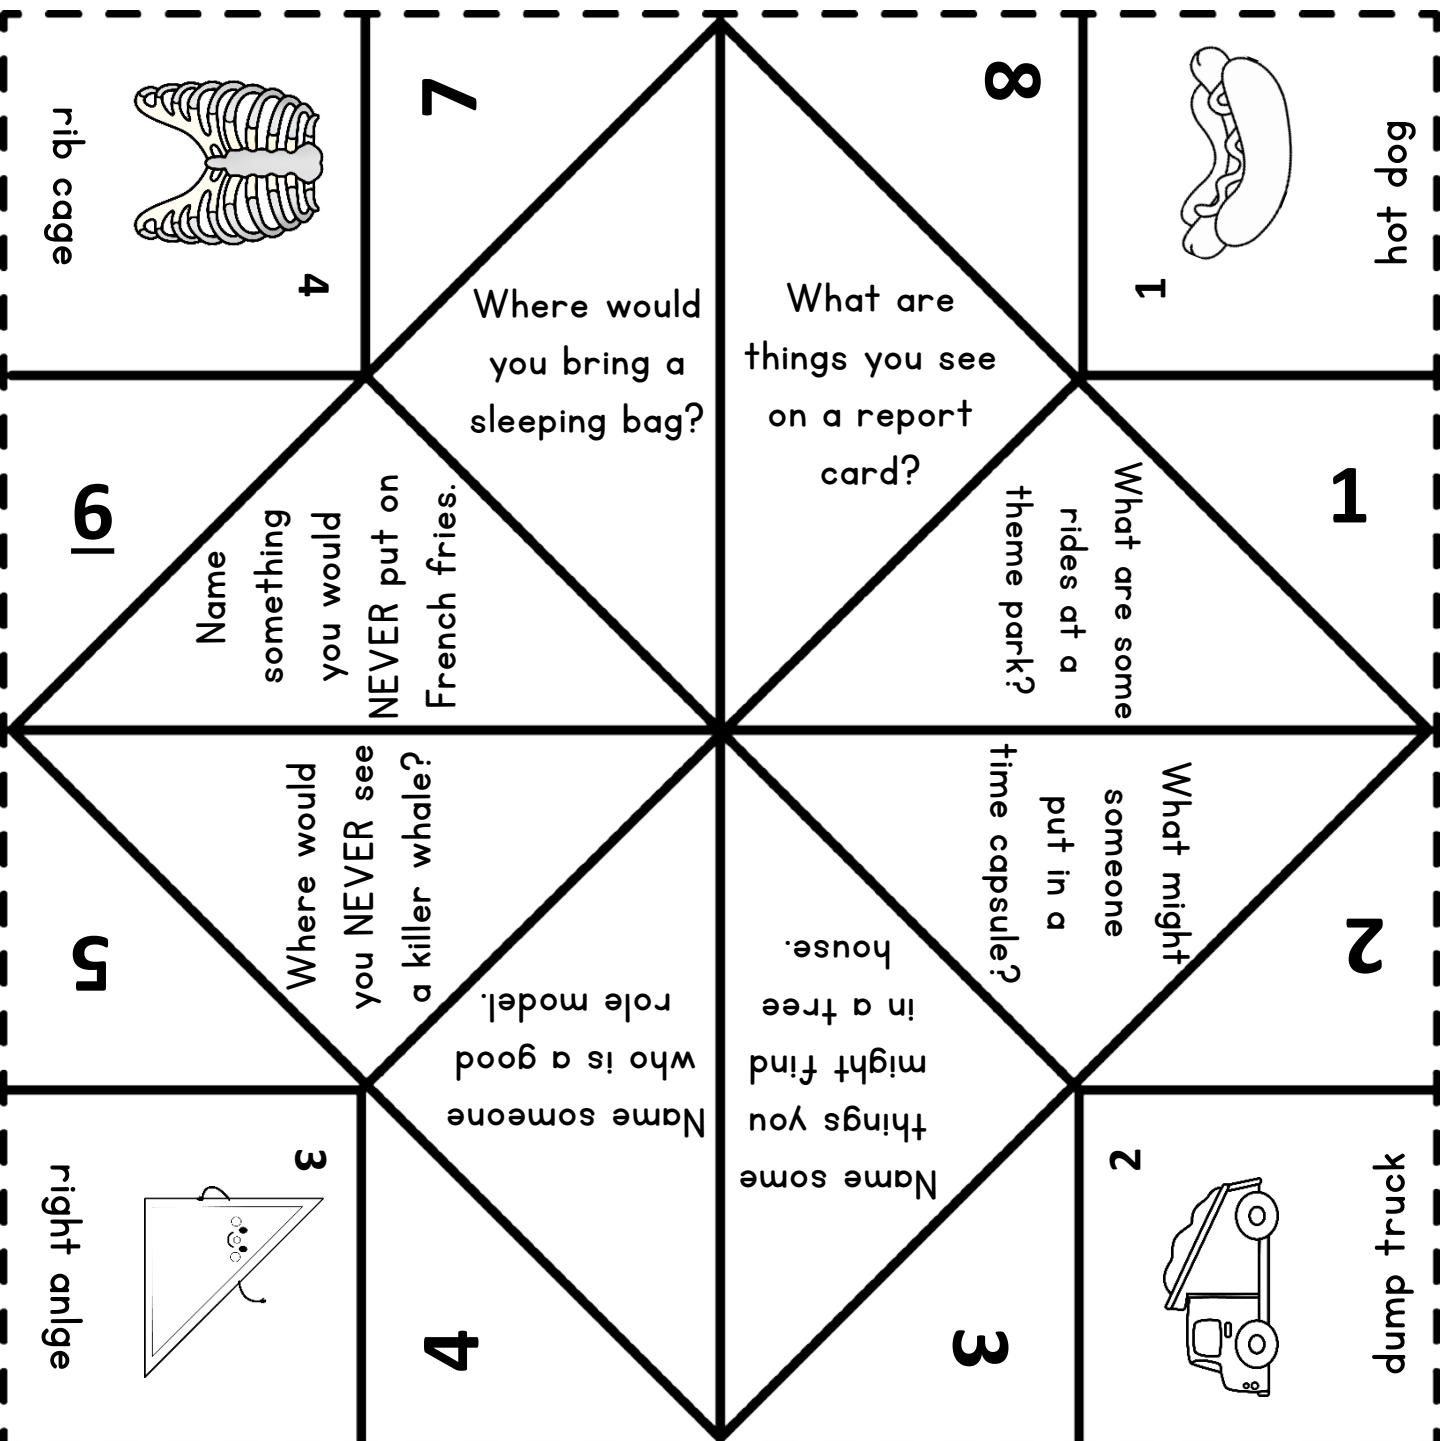 rib cage
4
7
8
hot dog
1
Where would
you bring a
sleeping bag?
What are
things you see
on a report
card?
6
Name
something
you would
NEVER put on
French fries.
What are some
rides at a
theme park?
1
5
Where would
you NEVER see
a killer whale?
What might
someone
put in a
time capsule?
2
Name someone
who is a good
role model.
Name some
things you
might find
in a tree
house.
right anlge
3
4
3
2
dump truck